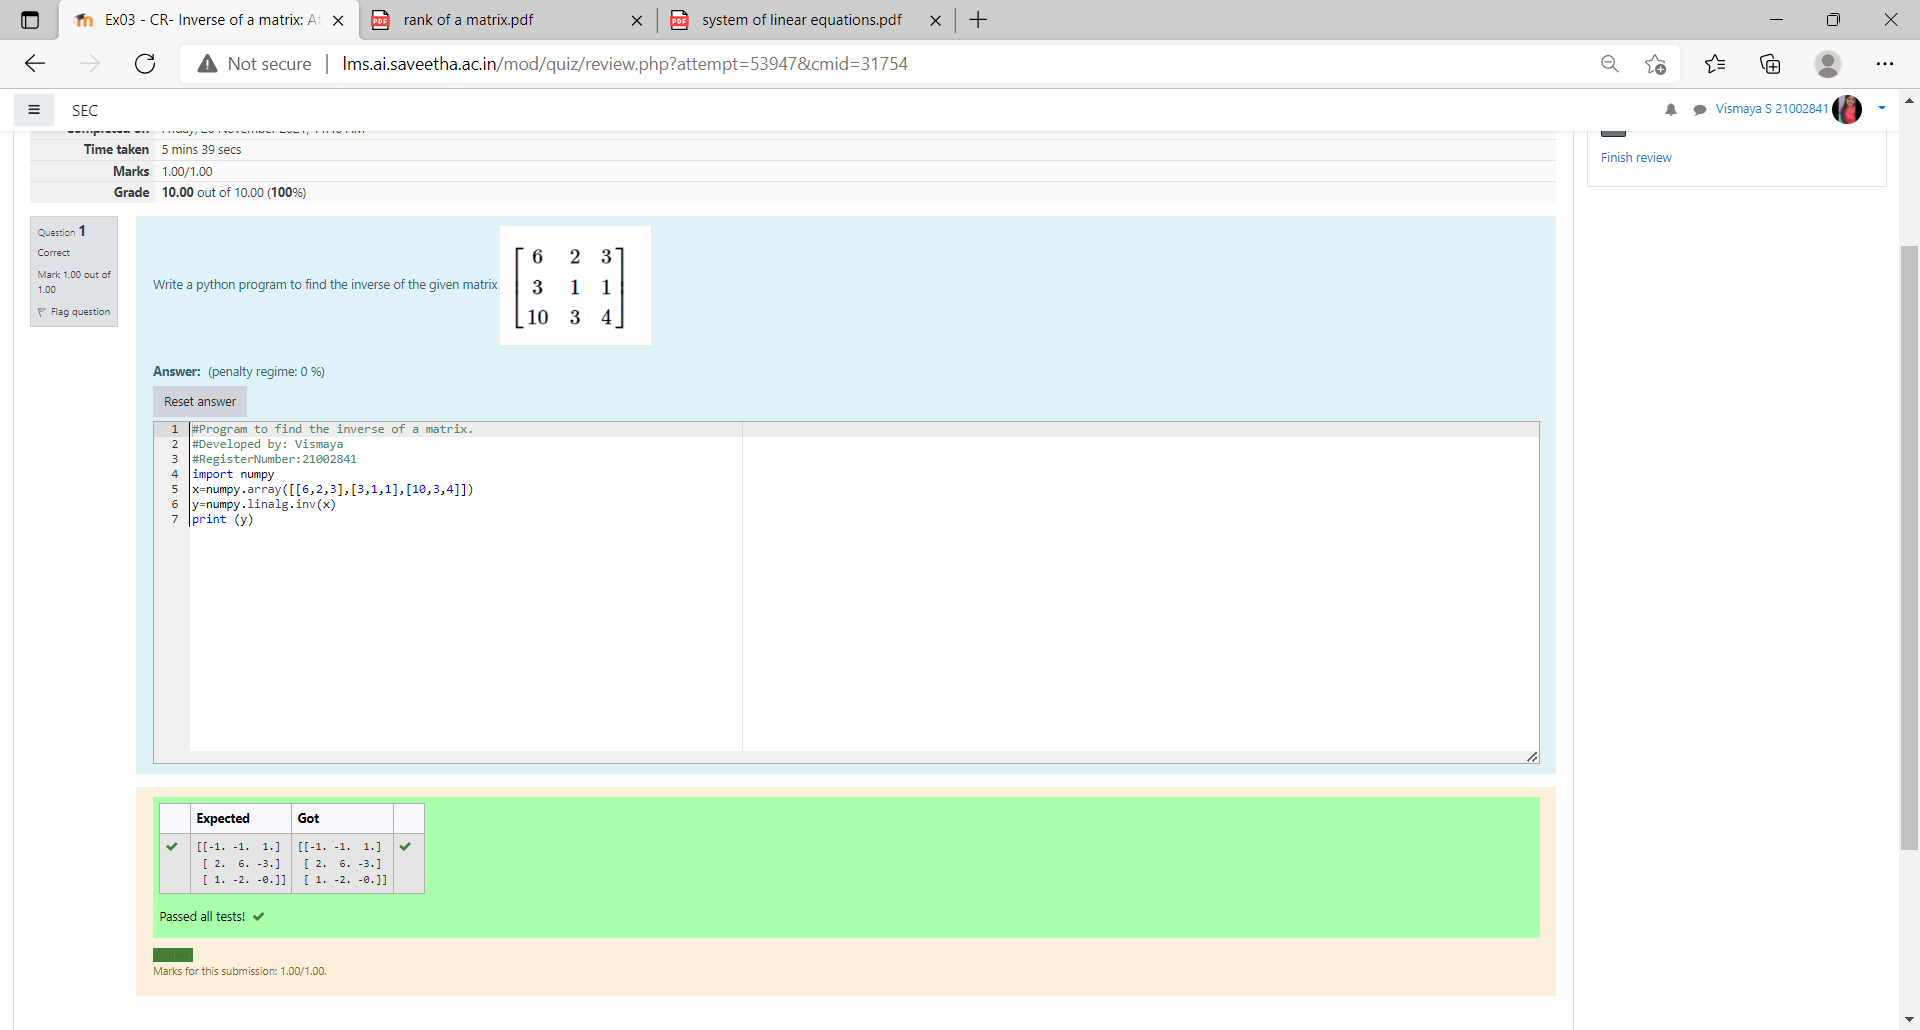 Ex03 - CR- Inverse of a matrix: At
rank of a matrix.pdf
system of linear equations.pdf
Not secure
lms.ai.saveetha.ac.in/mod/quiz/review.php?attempt=53947&cmid=31754
SEC
Vismaya S 21002841
Time taken 5 mins 39 secs
Marks 1.00/1.00
Grade 10.00 out of 10.00 (100%)
Finish review
Question 1
Correct
Mark 1.00 out of
1.00
Flag question
Write a python program to find the inverse of the given matrix
6 2 3
3 1 1
10 3 4
Answer: (penalty regime: 0 %)
Reset answer
1 #Program to find the inverse of a matrix.
2 #Developed by: Vismaya
3 #RegisterNumber:21002841
4 import numpy
5 x=numpy.array([[6,2,3],[3,1,1],[10,3,4]])
6 y=numpy.linalg.inv(x)
7 print (y)
Expected Got
[[-1. -1. 1.] [[-1. -1. 1.]
[ 2. 6. -3.] [ 2. 6. -3.]
[ 1. -2. -0.]] [ 1. -2. -0.]]
Passed all tests!
Marks for this submission: 1.00/1.00.